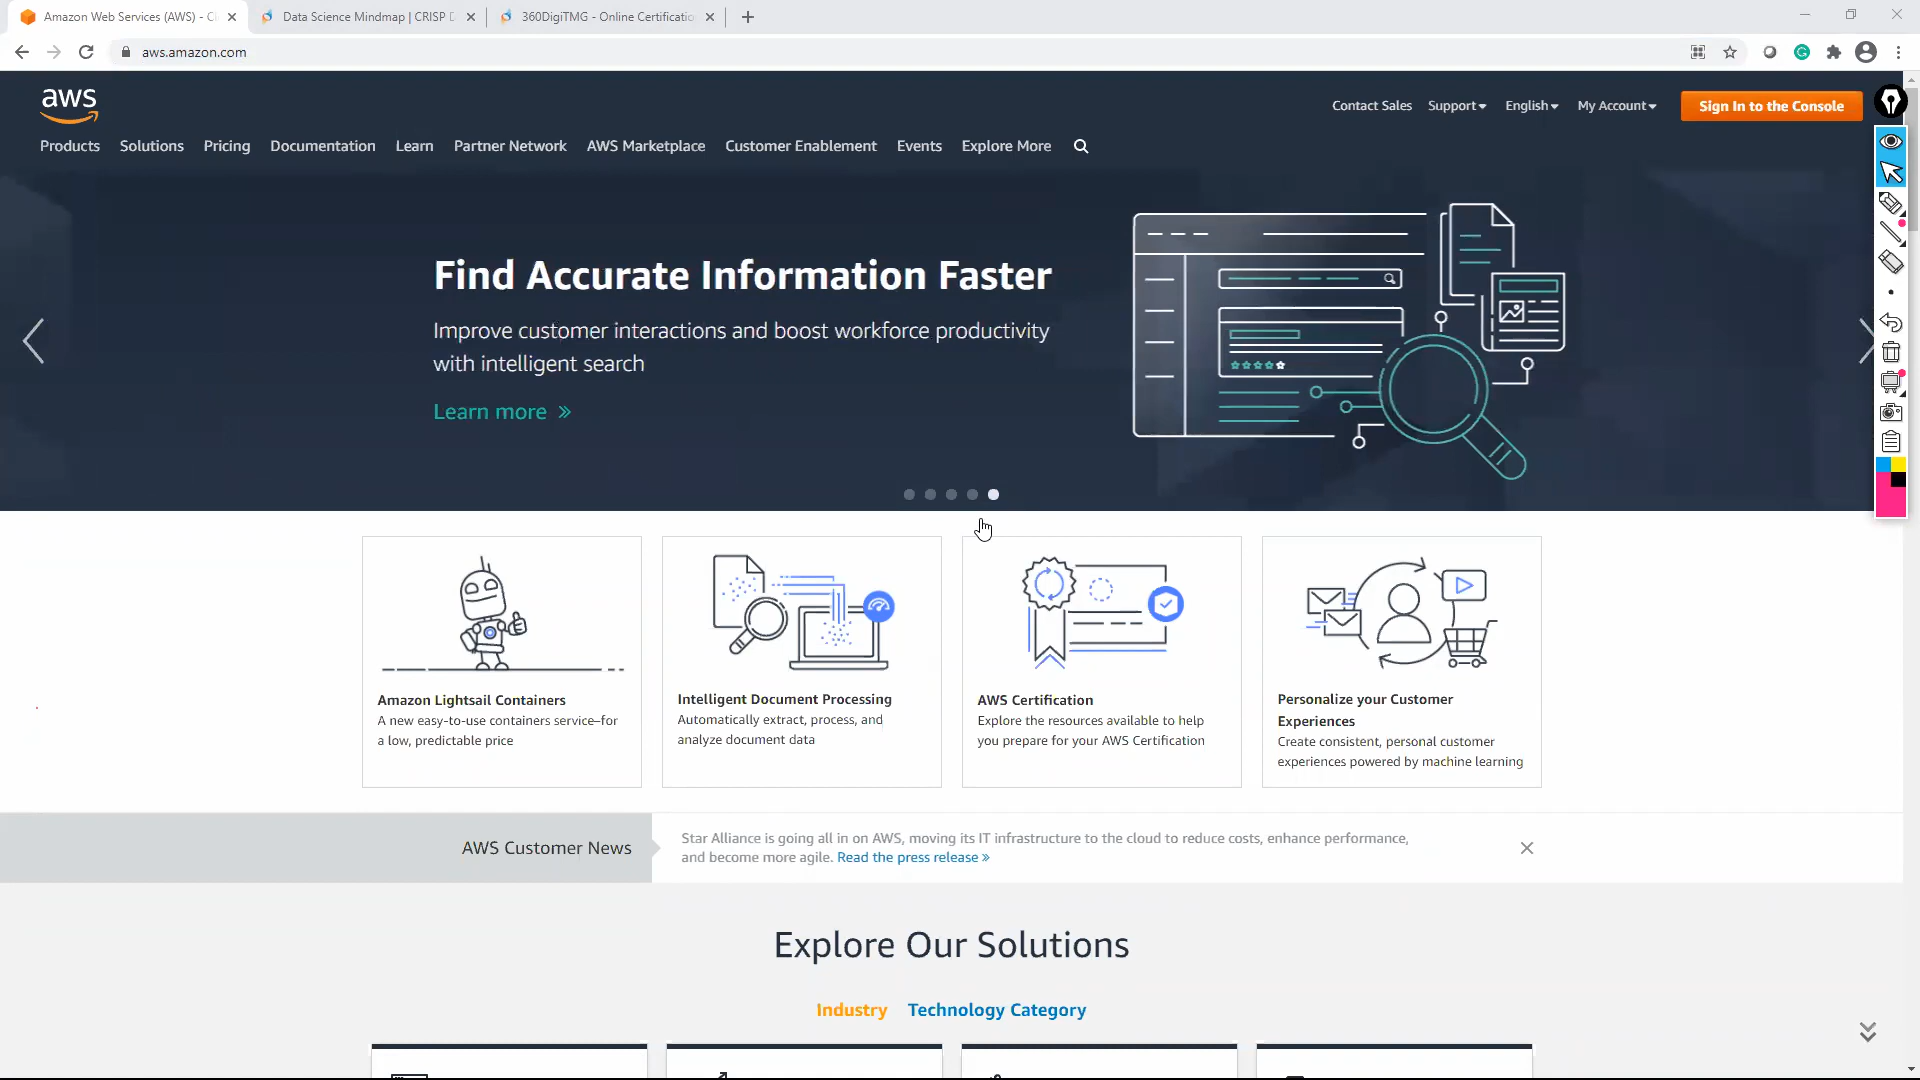 Amazon Web Services (AWS) - Cl
Data Science Mindmap | CRISP D
360DigiTMG - Online Certificatio
aws.amazon.com
aws
Contact Sales
Support
English
My Account
Sign In to the Console
Products
Solutions
Pricing
Documentation
Learn
Partner Network
AWS Marketplace
Customer Enablement
Events
Explore More
Find Accurate Information Faster
Improve customer interactions and boost workforce productivity
with intelligent search
Learn more »
Amazon Lightsail Containers
A new easy-to-use containers service–for
a low, predictable price
Intelligent Document Processing
Automatically extract, process, and
analyze document data
AWS Certification
Explore the resources available to help
you prepare for your AWS Certification
Personalize your Customer
Experiences
Create consistent, personal customer
experiences powered by machine learning
AWS Customer News
Star Alliance is going all in on AWS, moving its IT infrastructure to the cloud to reduce costs, enhance performance,
and become more agile. Read the press release »
Explore Our Solutions
Industry
Technology Category